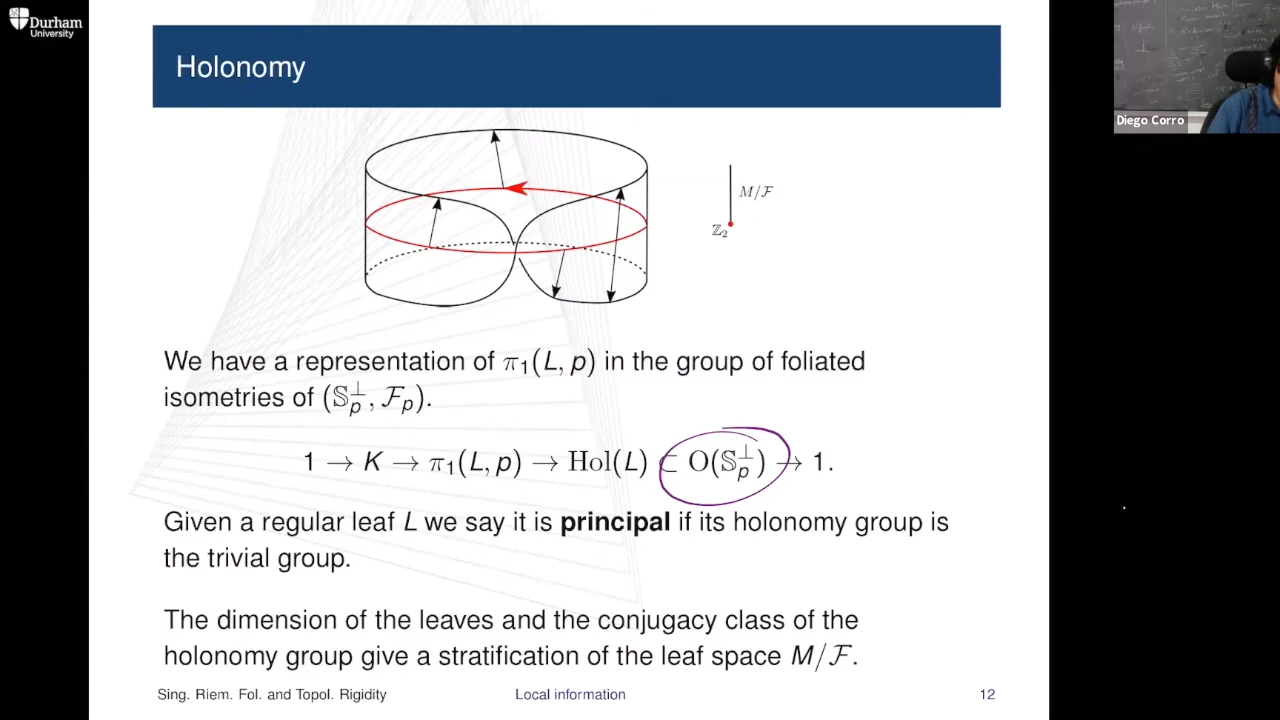 Durham
University
Holonomy
Diego Corro
M/ℱ
ℤ₂
We have a representation of π₁(L, p) in the group of foliated
isometries of (𝕊ₚ^⊥, ℱₚ).
1 → K → π₁(L, p) → Hol(L) ⊂ O(𝕊ₚ^⊥) → 1.
Given a regular leaf L we say it is principal if its holonomy group is
the trivial group.
The dimension of the leaves and the conjugacy class of the
holonomy group give a stratification of the leaf space M/ℱ.
Sing. Riem. Fol. and Topol. Rigidity Local information 12